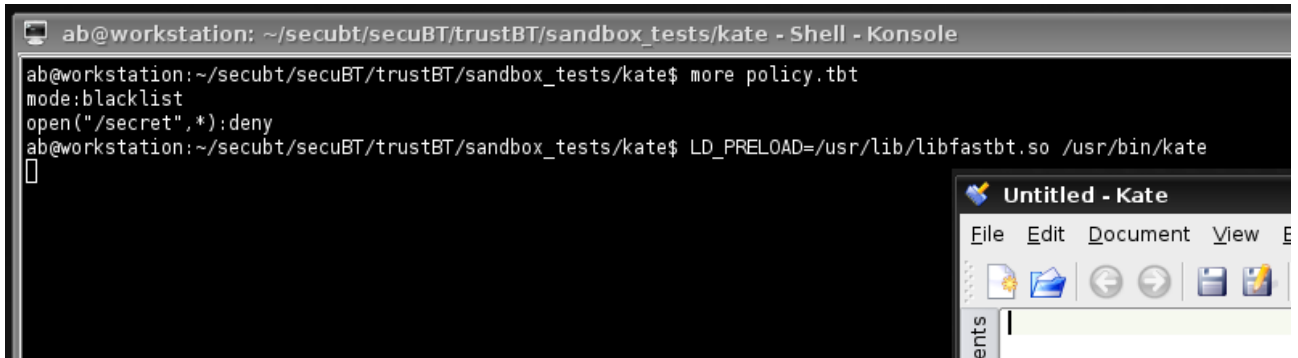 ab@workstation: ~/secubt/secuBT/trustBT/sandbox_tests/kate - Shell - Konsole
ab@workstation:~/secubt/secuBT/trustBT/sandbox_tests/kate$ more policy.tbt
mode:blacklist
open("/secret",*):deny
ab@workstation:~/secubt/secuBT/trustBT/sandbox_tests/kate$ LD_PRELOAD=/usr/lib/libfastbt.so /usr/bin/kate
Untitled - Kate
File Edit Document View